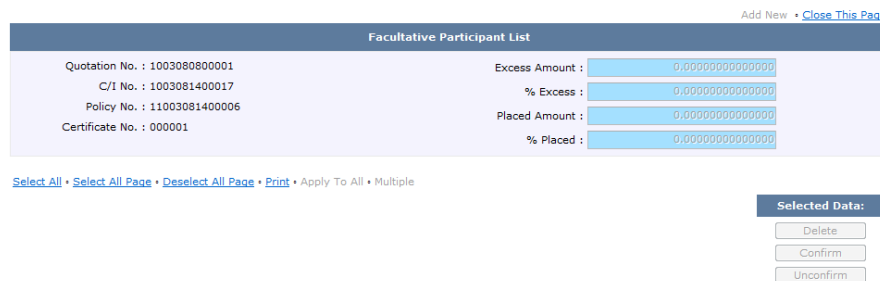 Add New • Close This Pag
Facultative Participant List
Quotation No. : 1003080800001
Excess Amount : 0.00000000000000
C/I No. : 1003081400017
% Excess : 0.00000000000000
Policy No. : 11003081400006
Placed Amount : 0.00000000000000
Certificate No. : 000001
% Placed : 0.00000000000000
Select All • Select All Page • Deselect All Page • Print • Apply To All • Multiple
Selected Data:
Delete
Confirm
Unconfirm